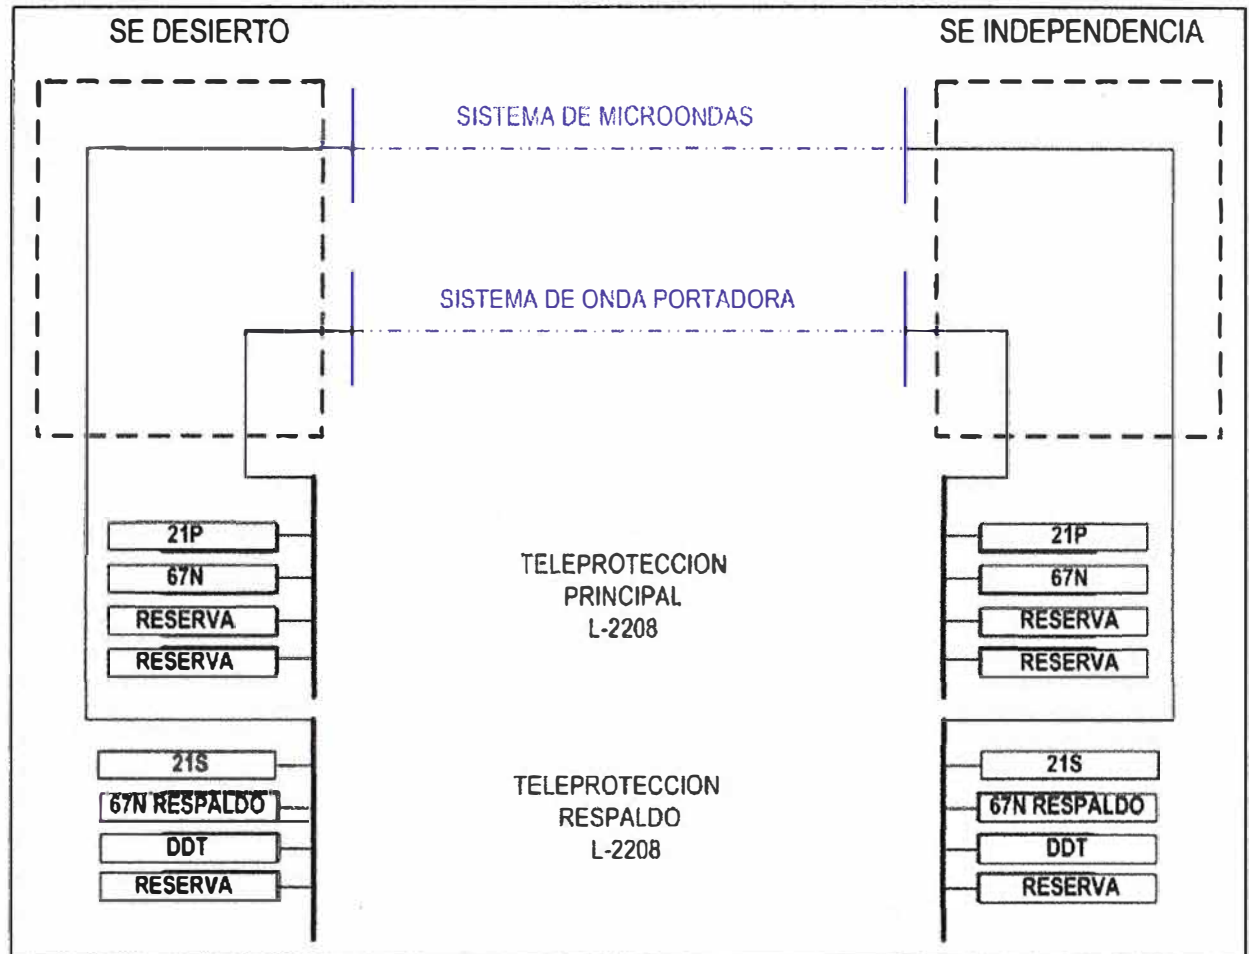 SE DESIERTO
SE INDEPENDENCIA
SISTEMA DE MICROONDAS
SISTEMA DE ONDA PORTADORA
21P
67N
RESERVA
RESERVA
TELEPROTECCION
PRINCIPAL
L-2208
21P
67N
RESERVA
RESERVA
21S
67N RESPALDO
DDT
RESERVA
TELEPROTECCION
RESPALDO
L-2208
21S
67N RESPALDO
DDT
RESERVA